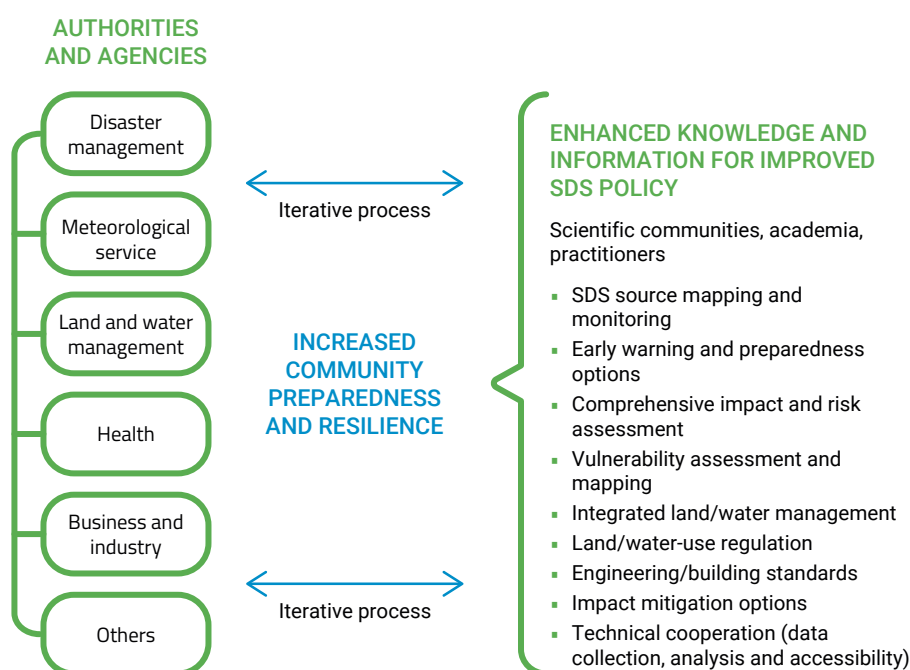 AUTHORITIES
AND AGENCIES
Disaster
management
Meteorological
service
Land and water
management
Health
Business and
industry
Others
Iterative process
INCREASED
COMMUNITY
PREPAREDNESS
AND RESILIENCE
Iterative process
ENHANCED KNOWLEDGE AND
INFORMATION FOR IMPROVED
SDS POLICY
Scientific communities, academia,
practitioners
▪ SDS source mapping and
monitoring
▪ Early warning and preparedness
options
▪ Comprehensive impact and risk
assessment
▪ Vulnerability assessment and
mapping
▪ Integrated land/water management
▪ Land/water-use regulation
▪ Engineering/building standards
▪ Impact mitigation options
▪ Technical cooperation (data
collection, analysis and accessibility)